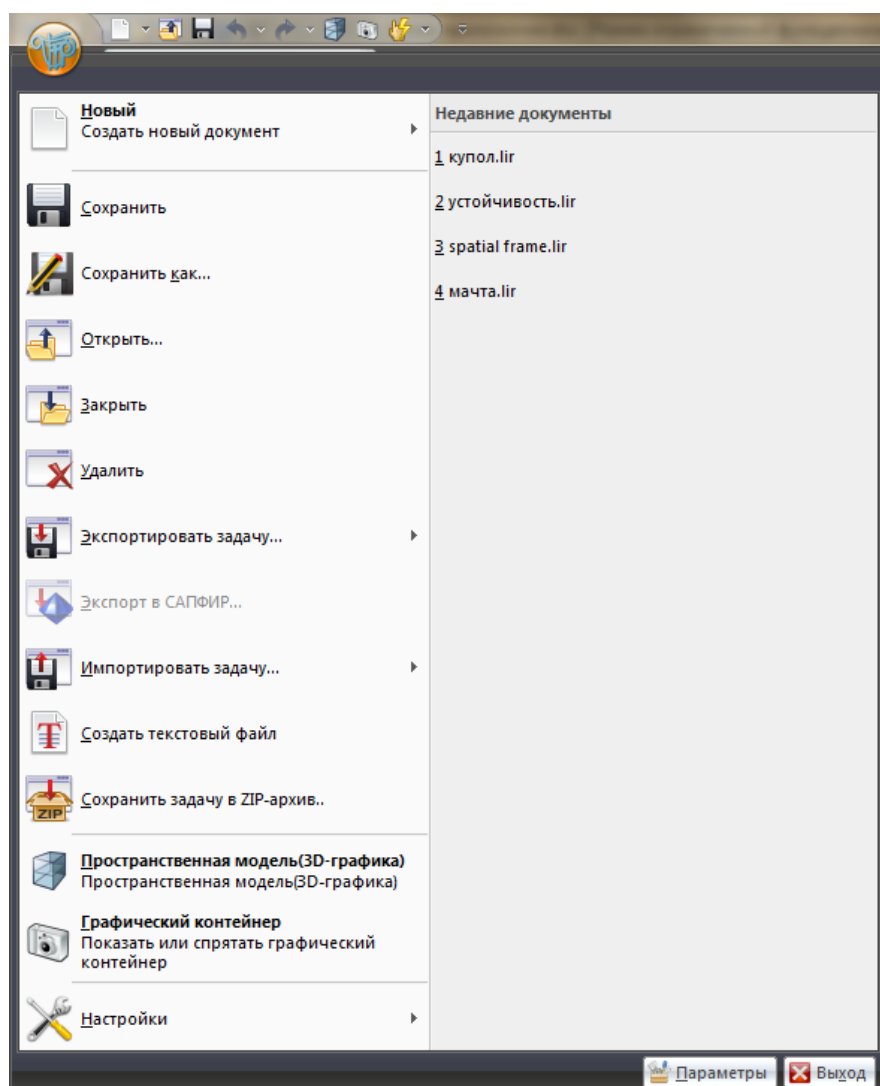 Новый
Создать новый документ
Сохранить
Сохранить как...
Открыть...
Закрыть
Удалить
Экспортировать задачу...
Экспорт в САПФИР...
Импортировать задачу...
Создать текстовый файл
ZIP
Сохранить задачу в ZIP-архив..
Пространственная модель(3D-графика)
Пространственная модель(3D-графика)
Графический контейнер
Показать или спрятать графический
контейнер
Настройки
Недавние документы
1 купол.lir
2 устойчивость.lir
3 spatial frame.lir
4 мачта.lir
Параметры
Выход